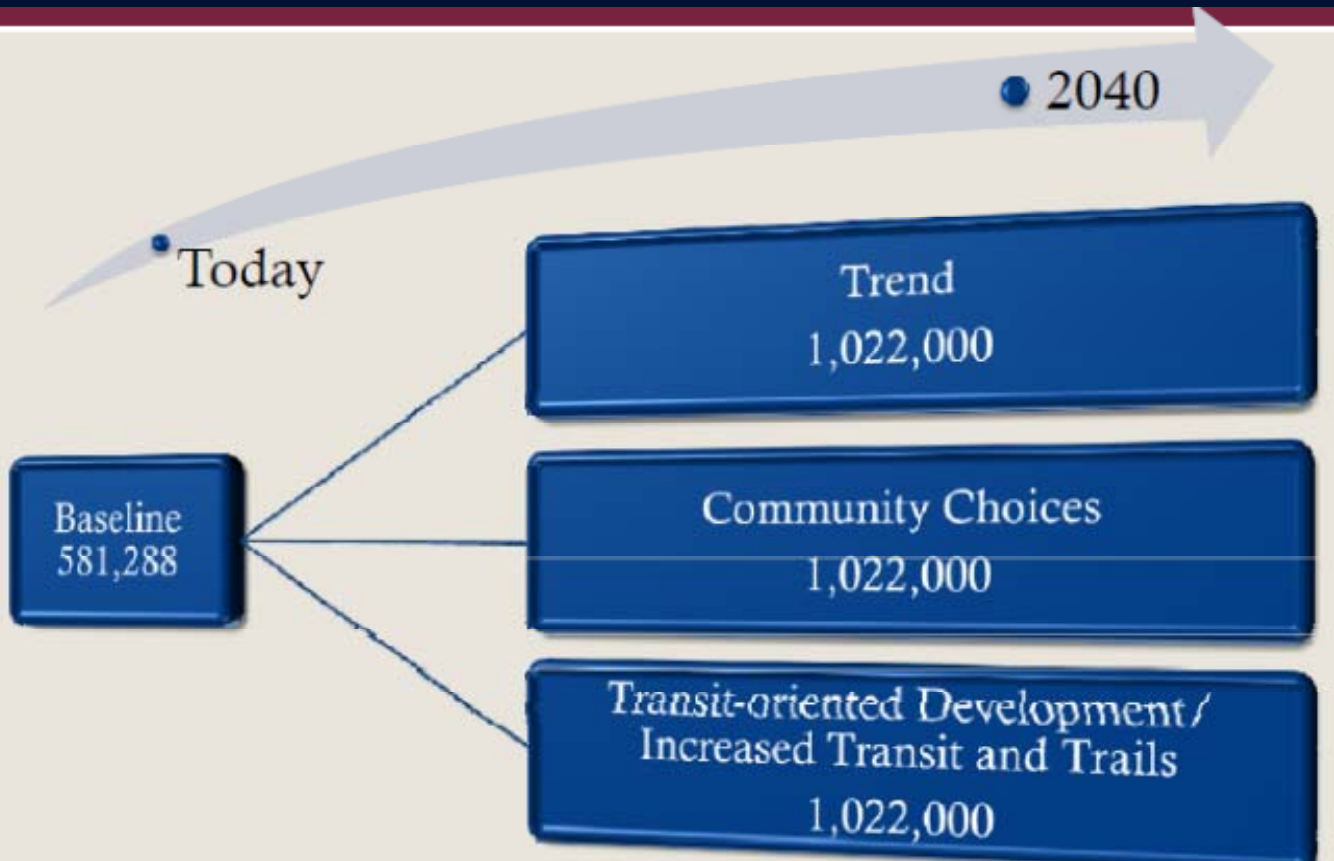 2040
Today
Trend
1,022,000
Baseline
581,288
Community Choices
1,022,000
Transit-oriented Development/
Increased Transit and Trails
1,022,000